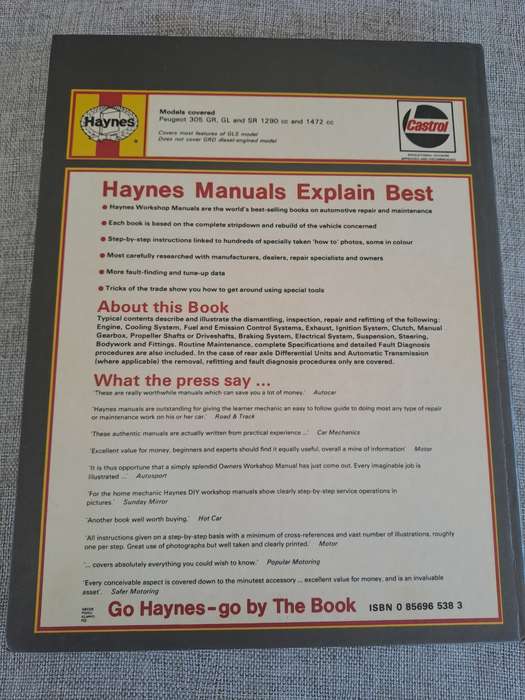 Haynes
®
Models covered
Peugeot 305 GR, GL and SR 1290 cc and 1472 cc
Covers most features of GLS model
Does not cover GRD diesel-engined model
Castrol
Haynes Manuals Explain Best
● Haynes Workshop Manuals are the world's best-selling books on automotive repair and maintenance
● Each book is based on the complete stripdown and rebuild of the vehicle concerned
● Step-by-step instructions linked to hundreds of specially taken 'how to' photos, some in colour
● Most carefully researched with manufacturers, dealers, repair specialists and owners
● More fault-finding and tune-up data
● Tricks of the trade show you how to get around using special tools
About this Book
Typical contents describe and illustrate the dismantling, inspection, repair and refitting of the following:
Engine, Cooling System, Fuel and Emission Control Systems, Exhaust, Ignition System, Clutch, Manual
Gearbox, Propeller Shafts or Driveshafts, Braking System, Electrical System, Suspension, Steering,
Bodywork and Fittings. Routine Maintenance, complete Specifications and detailed Fault Diagnosis
procedures are also included. In the case of rear axle Differential Units and Automatic Transmission
(where applicable) the removal, refitting and fault diagnosis procedures only are covered.
What the press say ...
'These are really worthwhile manuals which can save you a lot of money.' Autocar
'Haynes manuals are outstanding for giving the learner mechanic an easy to follow guide to doing most any type of repair
or maintenance work on his or her car.' Road & Track
'These authentic manuals are actually written from practical experience ...' Car Mechanics
'Excellent value for money, beginners and experts should find it equally useful, overall a mine of information' Motor
'It is thus opportune that a simply splendid Owners Workshop Manual has just come out. Every imaginable job is
illustrated ...' Autosport
'For the home mechanic Haynes DIY workshop manuals show clearly step-by-step service operations in
pictures.' Sunday Mirror
'Another book well worth buying.' Hot Car
'All instructions given on a step-by-step basis with a minimum of cross-references and vast number of illustrations, roughly
one per step. Great use of photographs but well taken and clearly printed.' Motor
'... covers absolutely everything you could wish to know.' Popular Motoring
'Every conceivable aspect is covered down to the minutest accessory ... excellent value for money, and is an invaluable
asset'. Safer Motoring
Go Haynes-go by The Book ISBN 0 85696 538 3